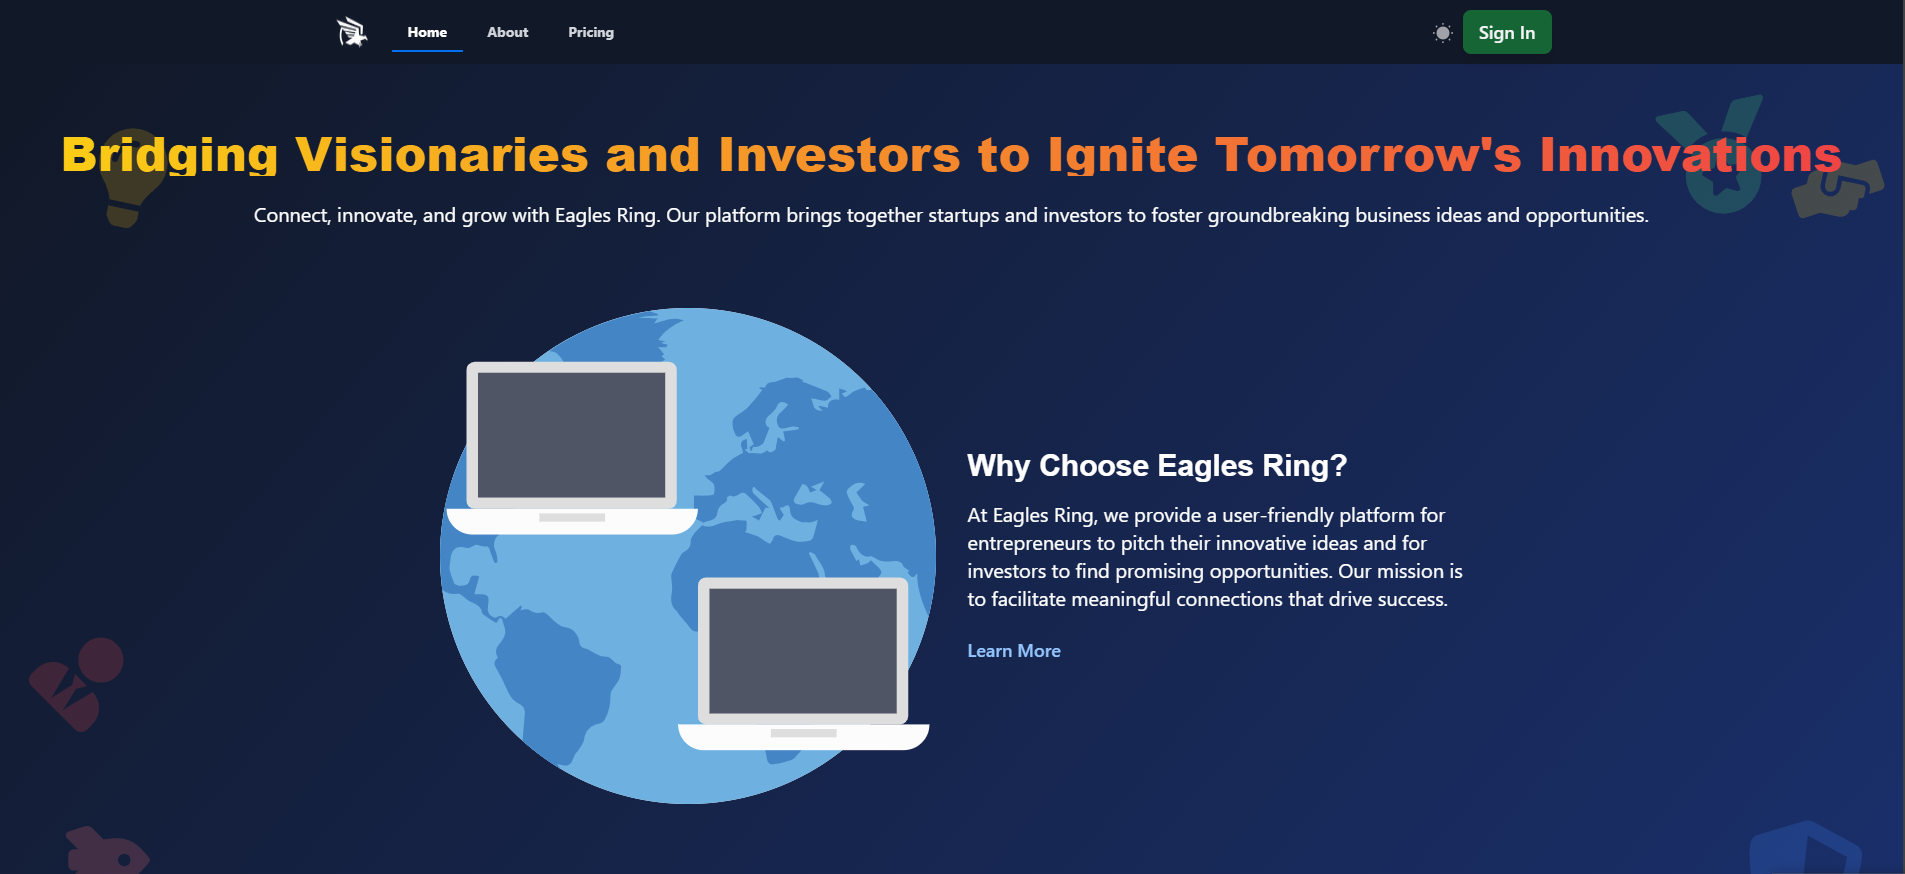 Home About Pricing Sign In
Bridging Visionaries and Investors to Ignite Tomorrow's Innovations
Connect, innovate, and grow with Eagles Ring. Our platform brings together startups and investors to foster groundbreaking business ideas and opportunities.
Why Choose Eagles Ring?
At Eagles Ring, we provide a user-friendly platform for
entrepreneurs to pitch their innovative ideas and for
investors to find promising opportunities. Our mission is
to facilitate meaningful connections that drive success.
Learn More